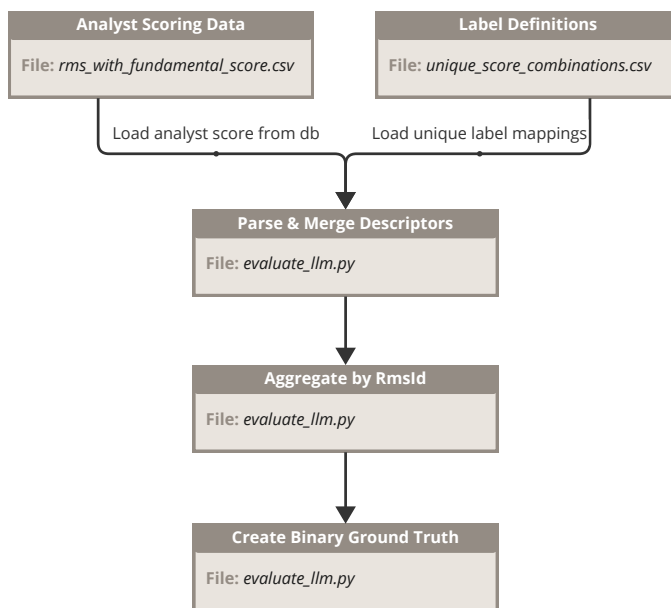 Analyst Scoring Data
File: rms_with_fundamental_score.csv
Label Definitions
File: unique_score_combinations.csv
Load analyst score from db
Load unique label mappings
Parse & Merge Descriptors
File: evaluate_llm.py
Aggregate by RmsId
File: evaluate_llm.py
Create Binary Ground Truth
File: evaluate_llm.py